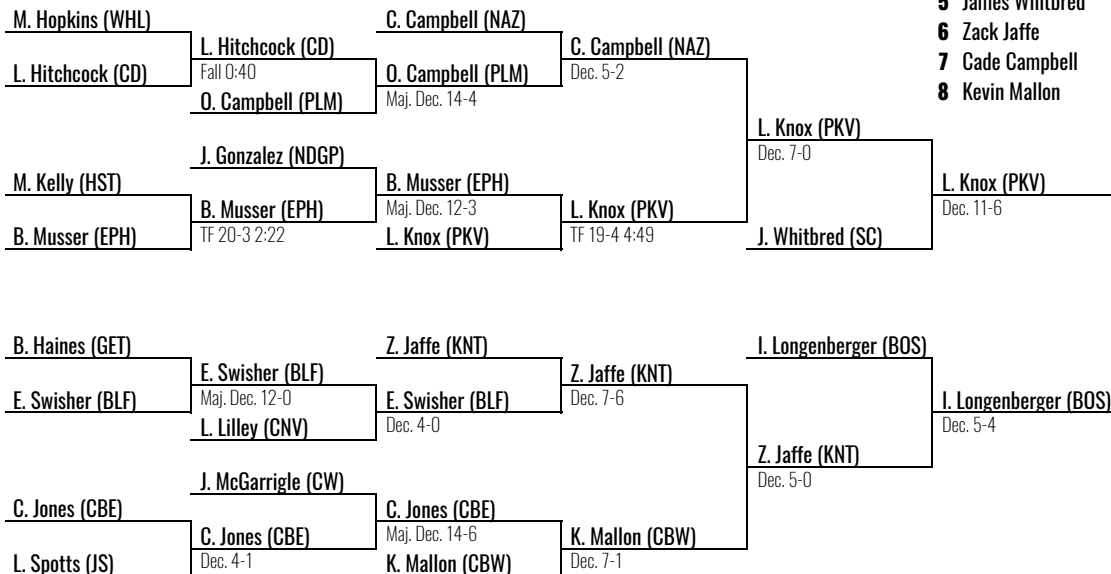 5 James Whitbred
6 Zack Jaffe
7 Cade Campbell
8 Kevin Mallon
M. Hopkins (WHL)
L. Hitchcock (CD)
M. Kelly (HST)
B. Musser (EPH)
L. Hitchcock (CD)
Fall 0:40
O. Campbell (PLM)
J. Gonzalez (NDGP)
B. Musser (EPH)
TF 20-3 2:22
C. Campbell (NAZ)
O. Campbell (PLM)
Maj. Dec. 14-4
B. Musser (EPH)
Maj. Dec. 12-3
L. Knox (PKV)
C. Campbell (NAZ)
Dec. 5-2
L. Knox (PKV)
TF 19-4 4:49
L. Knox (PKV)
Dec. 7-0
J. Whitbred (SC)
L. Knox (PKV)
Dec. 11-6
B. Haines (GET)
E. Swisher (BLF)
C. Jones (CBE)
L. Spotts (JS)
E. Swisher (BLF)
Maj. Dec. 12-0
L. Lilley (CNV)
J. McGarrigle (CW)
C. Jones (CBE)
Dec. 4-1
Z. Jaffe (KNT)
E. Swisher (BLF)
Dec. 4-0
C. Jones (CBE)
Maj. Dec. 14-6
K. Mallon (CBW)
Z. Jaffe (KNT)
Dec. 7-6
K. Mallon (CBW)
Dec. 7-1
I. Longenberger (BOS)
Z. Jaffe (KNT)
Dec. 5-0
I. Longenberger (BOS)
Dec. 5-4